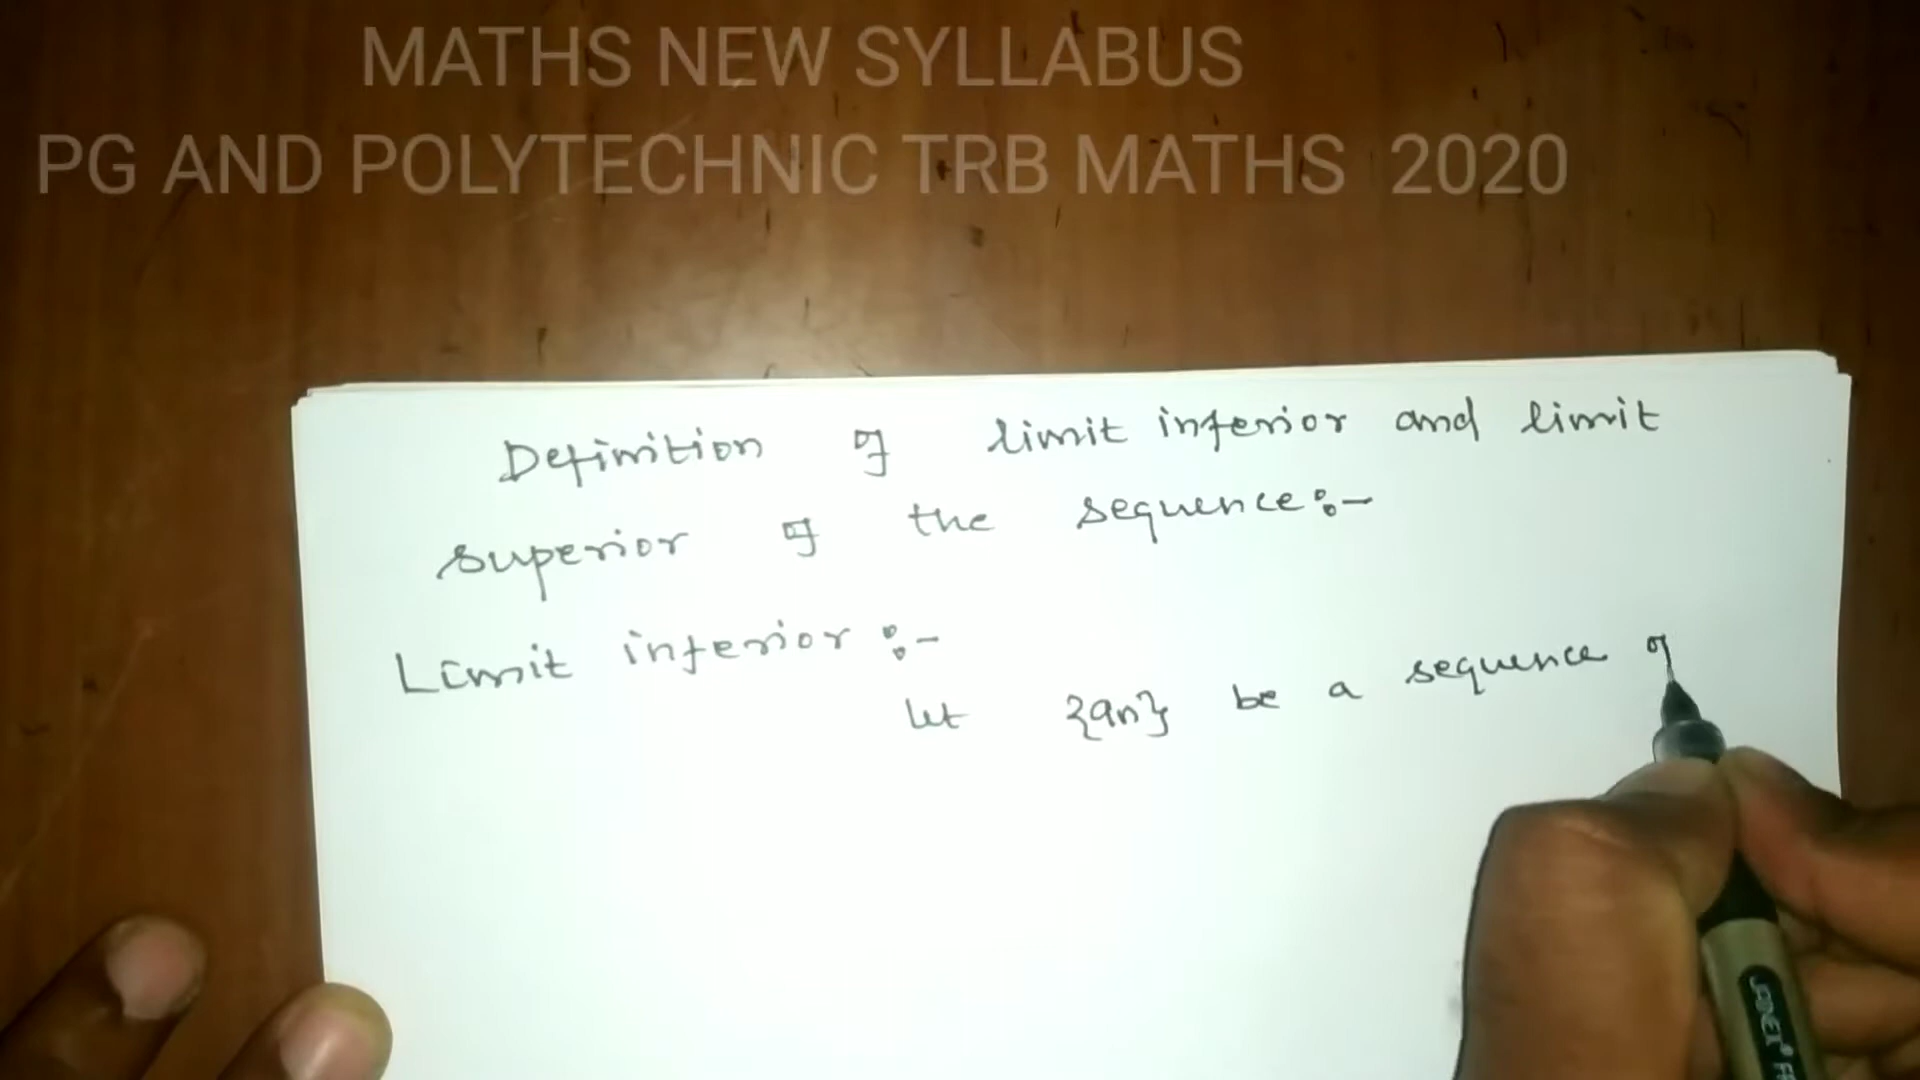 MATHS NEW SYLLABUS
PG AND POLYTECHNIC TRB MATHS 2020
Definition of limit inferior and limit
superior of the sequence:-
Limit inferior :-
let {an} be a sequence of